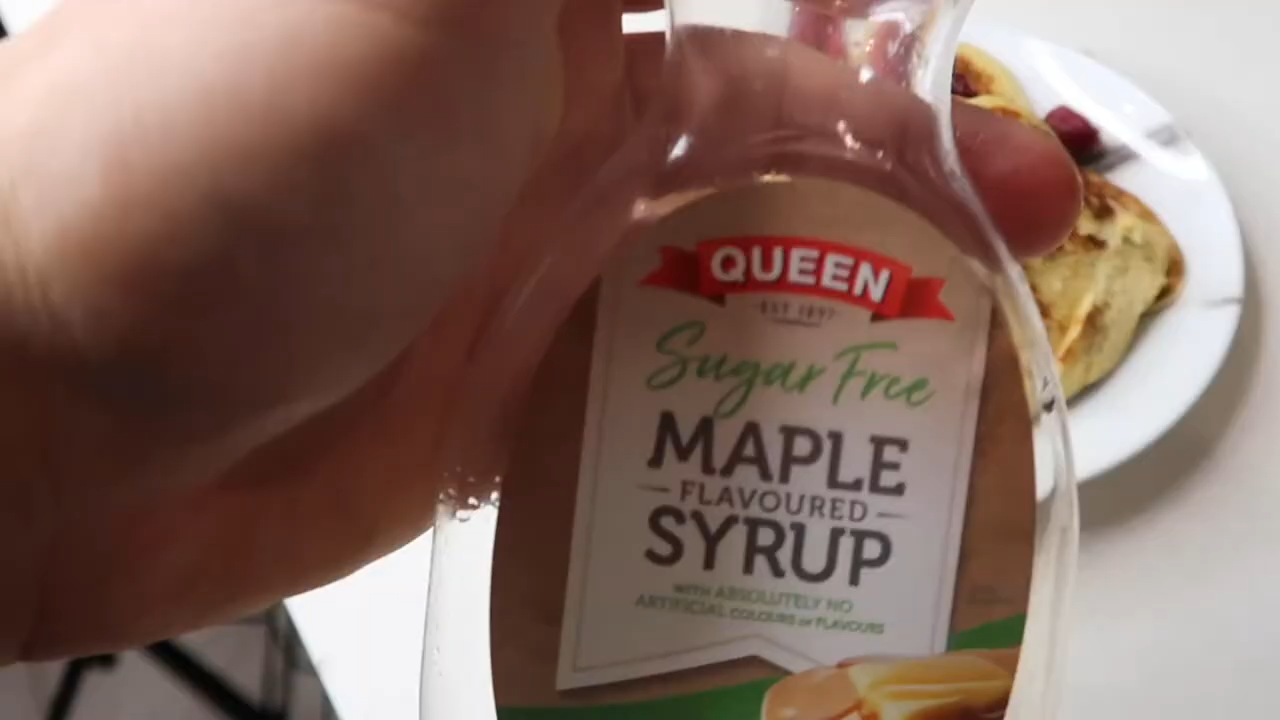 QUEEN
EST 1897
Sugar Free
MAPLE
FLAVOURED
SYRUP
WITH ABSOLUTELY NO
ARTIFICIAL COLOURS or FLAVOURS